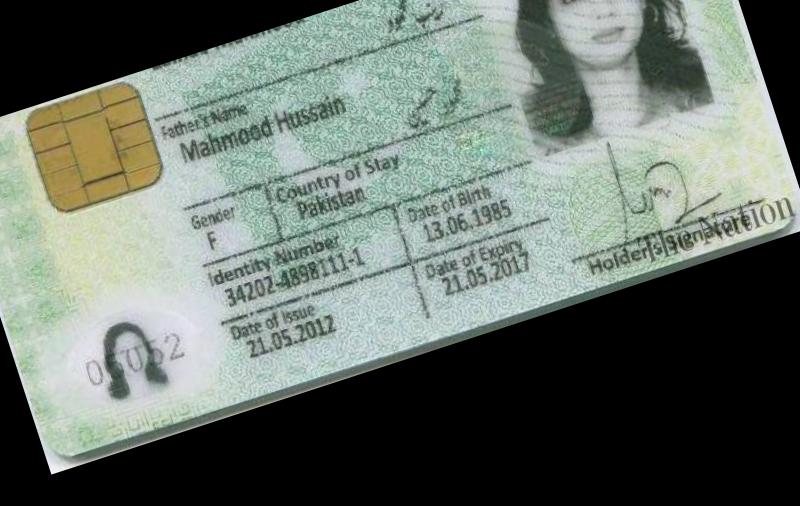 Father's Name
Mahmood Hussain
Gender
F
Country of Stay
Pakistan
Identity Number
34202-4898111-1
Date of Birth
13.06.1985
Date of Issue
21.05.2012
Date of Expiry
21.05.2017
Holder's Signature
The Nation